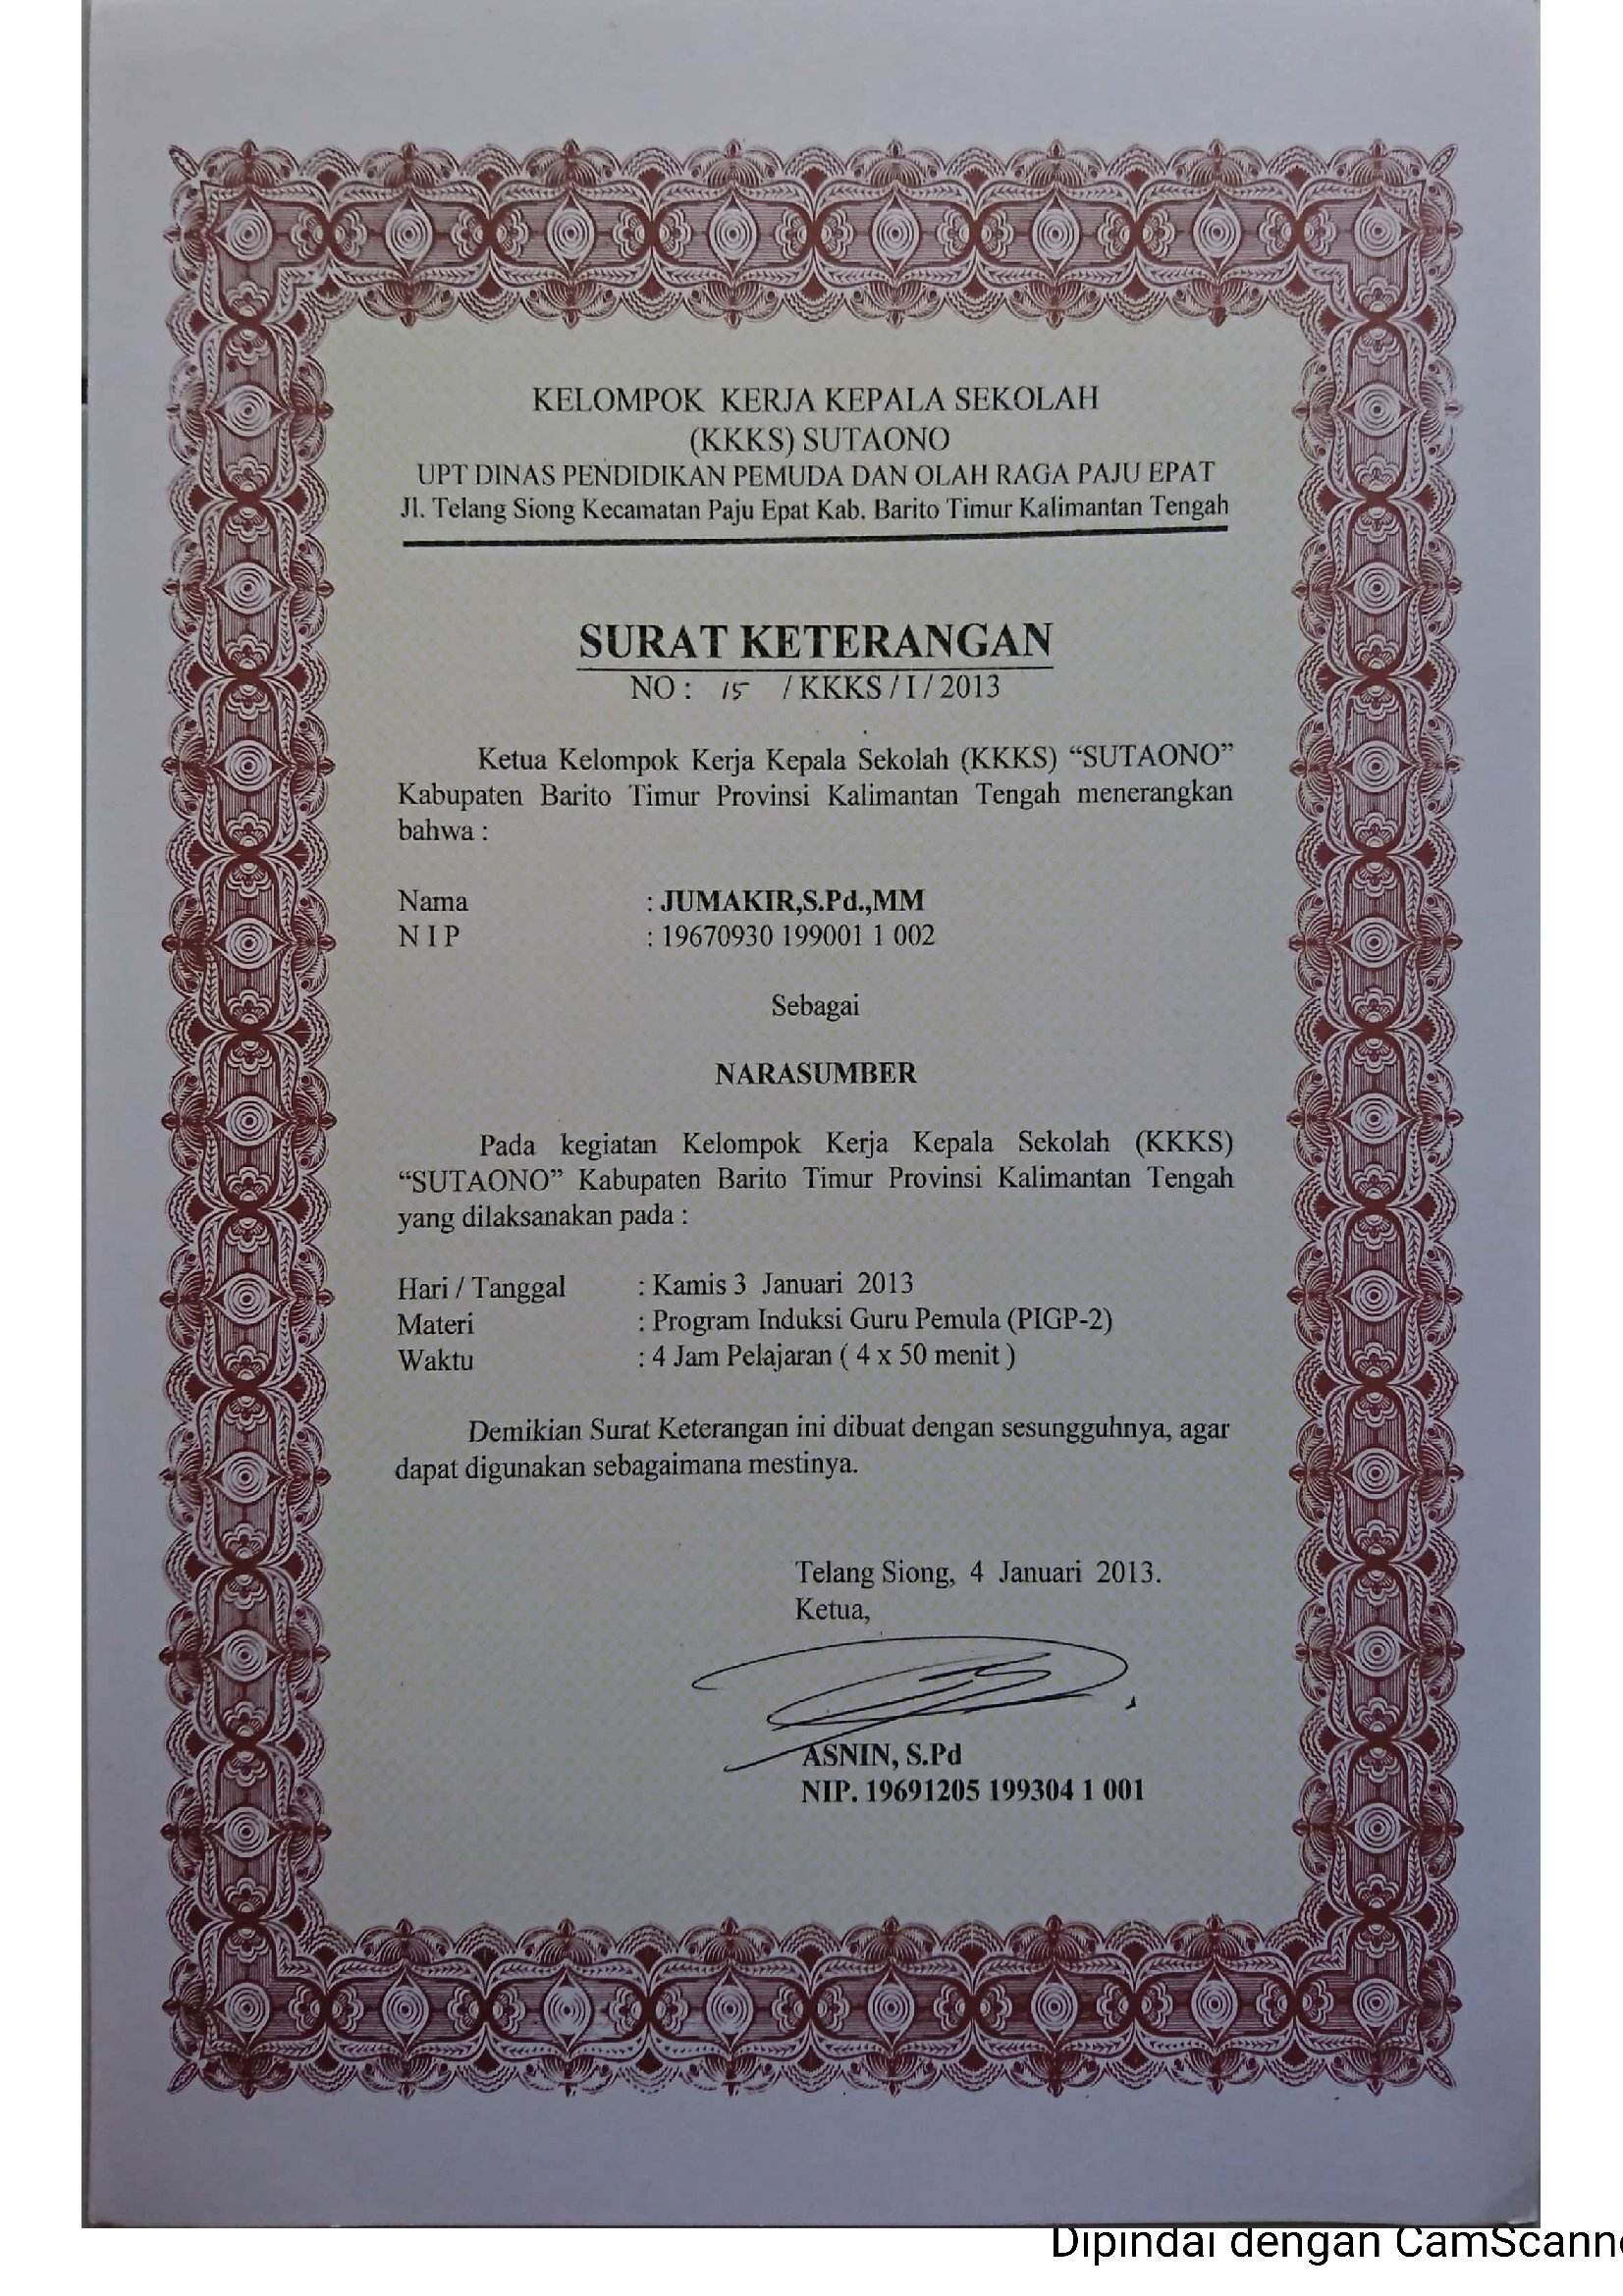 KELOMPOK KERJA KEPALA SEKOLAH
(KKKS) SUTAONO
UPT DINAS PENDIDIKAN PEMUDA DAN OLAH RAGA PAJU EPAT
Jl. Telang Siong Kecamatan Paju Epat Kab. Barito Timur Kalimantan Tengah
SURAT KETERANGAN
NO : 15 / KKKS / I / 2013
Ketua Kelompok Kerja Kepala Sekolah (KKKS) “SUTAONO”
Kabupaten Barito Timur Provinsi Kalimantan Tengah menerangkan
bahwa :
Nama : JUMAKIR,S.Pd.,MM
N I P : 19670930 199001 1 002
Sebagai
NARASUMBER
Pada kegiatan Kelompok Kerja Kepala Sekolah (KKKS)
“SUTAONO” Kabupaten Barito Timur Provinsi Kalimantan Tengah
yang dilaksanakan pada :
Hari / Tanggal : Kamis 3 Januari 2013
Materi : Program Induksi Guru Pemula (PIGP-2)
Waktu : 4 Jam Pelajaran ( 4 x 50 menit )
Demikian Surat Keterangan ini dibuat dengan sesungguhnya, agar
dapat digunakan sebagaimana mestinya.
Telang Siong, 4 Januari 2013.
Ketua,
ASNIN, S.Pd
NIP. 19691205 199304 1 001
Dipindai dengan CamScanne